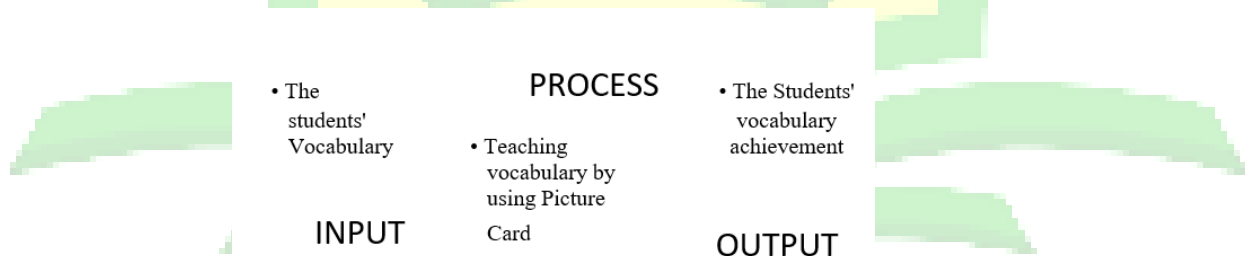 • The
students'
Vocabulary
INPUT
PROCESS
• Teaching
vocabulary by
using Picture
Card
• The Students'
vocabulary
achievement
OUTPUT